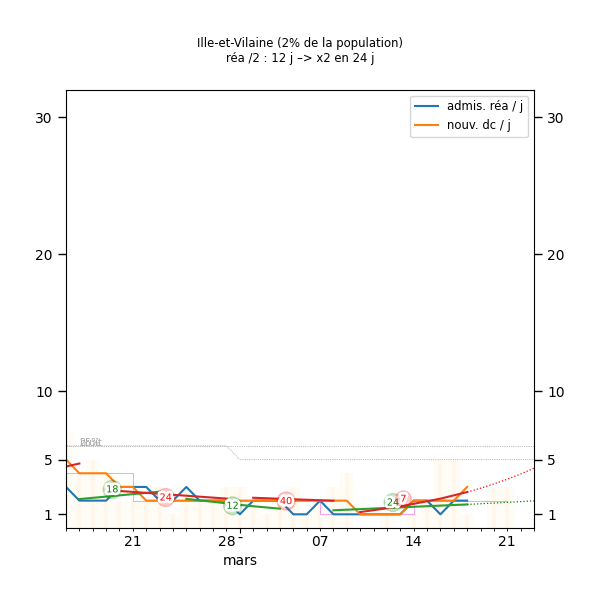 Ille-et-Vilaine (2% de la population)
réa /2 : 12 j –> x2 en 24 j
admis. réa / j
nouv. dc / j
30 30
20 20
10 10
5 5
1 1
18 24 12 40 24 7
21 28 07 14 21
mars